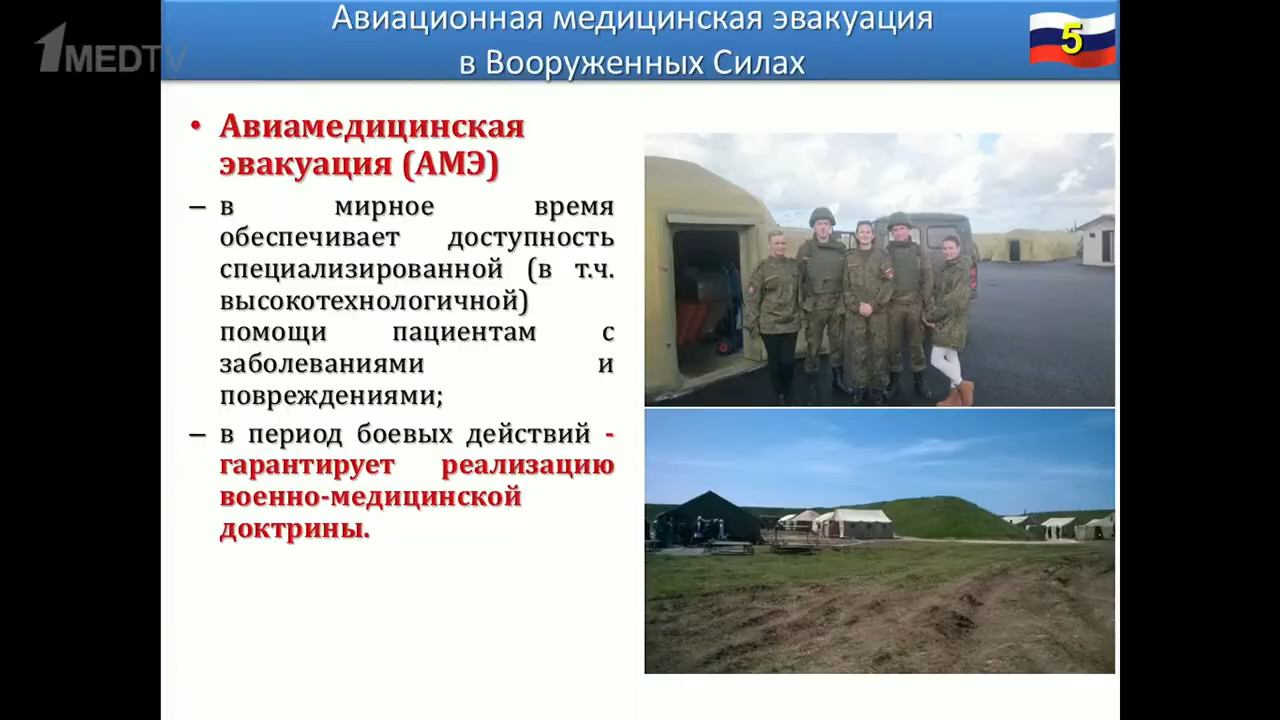 1MEDTV
Авиационная медицинская эвакуация
в Вооруженных Силах
5
• Авиамедицинская
эвакуация (АМЭ)
– в мирное время
обеспечивает доступность
специализированной (в т.ч.
высокотехнологичной)
помощи пациентам с
заболеваниями и
повреждениями;
– в период боевых действий -
гарантирует реализацию
военно-медицинской
доктрины.